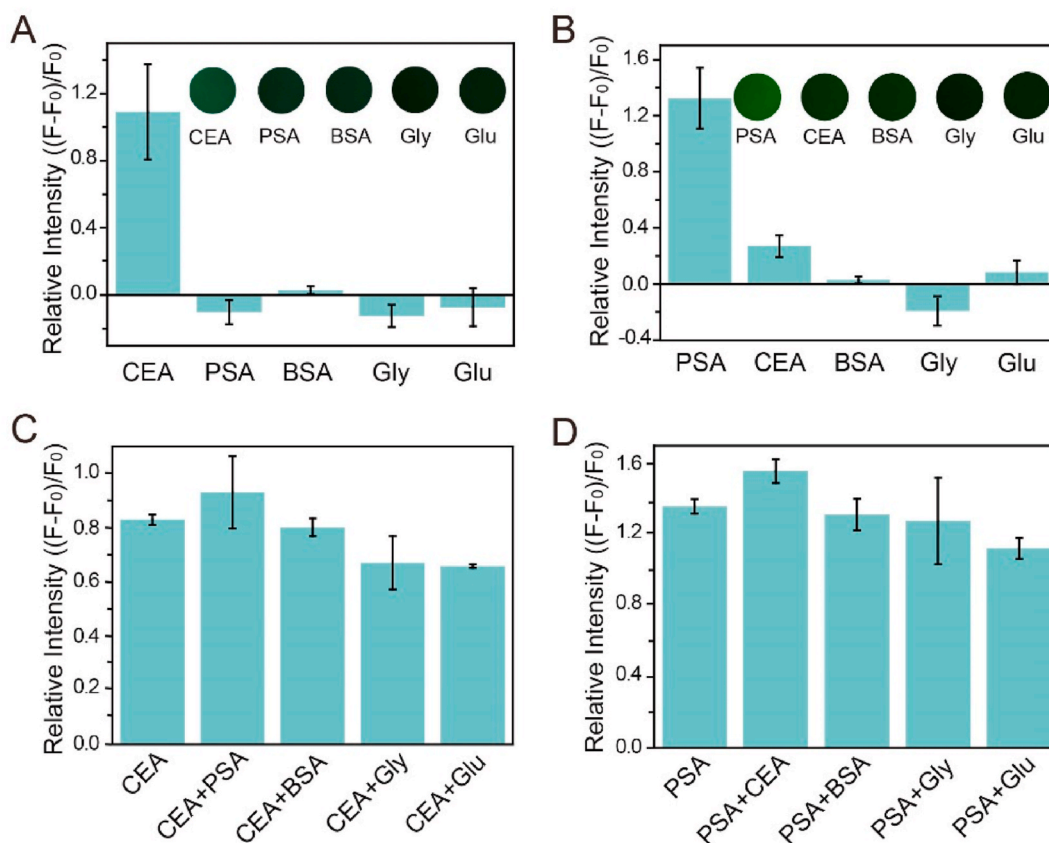 A
Relative Intensity ((F-F₀)/F₀)
1.2
0.8
0.4
0.0
CEA PSA BSA Gly Glu
CEA PSA BSA Gly Glu
B
Relative Intensity ((F-F₀)/F₀)
1.6
1.2
0.8
0.4
0.0
-0.4
PSA CEA BSA Gly Glu
PSA CEA BSA Gly Glu
C
Relative Intensity ((F-F₀)/F₀)
1.0
0.8
0.6
0.4
0.2
0.0
CEA
CEA+PSA
CEA+BSA
CEA+Gly
CEA+Glu
D
Relative Intensity ((F-F₀)/F₀)
1.6
1.2
0.8
0.4
0.0
PSA
PSA+CEA
PSA+BSA
PSA+Gly
PSA+Glu